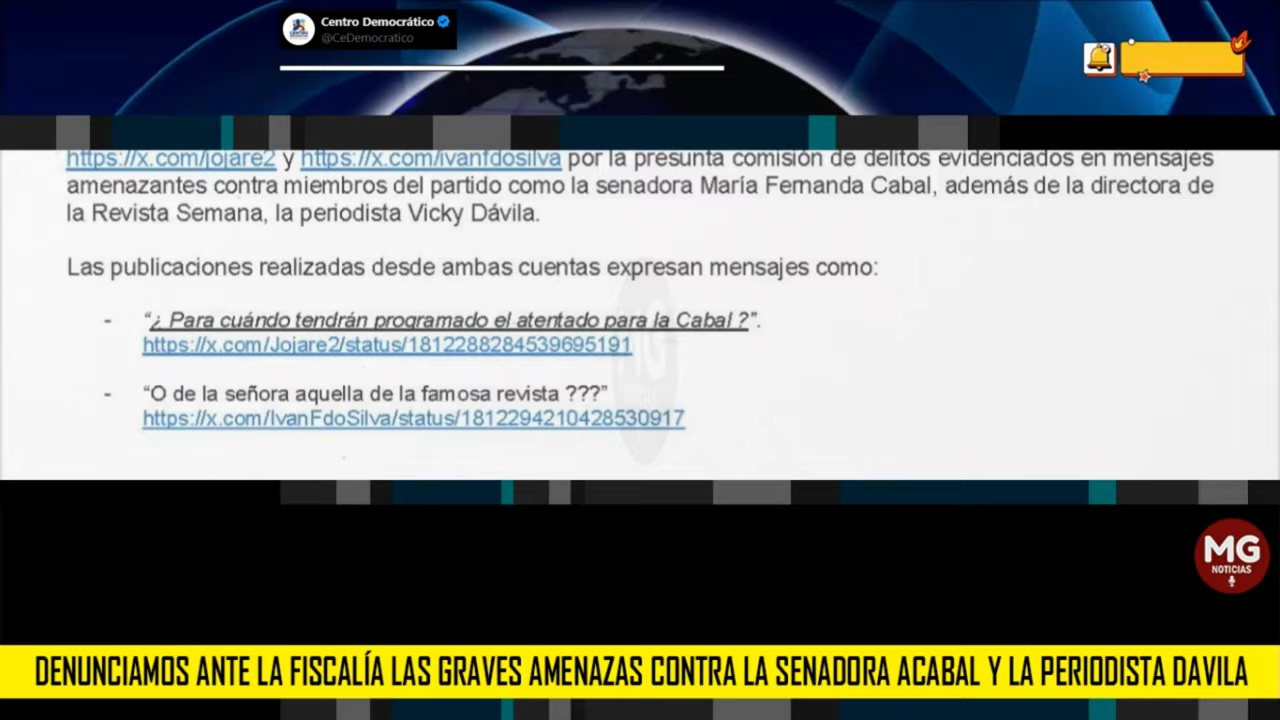 Centro Democrático
@CeDemocratico
https://x.com/jojare2 y https://x.com/ivanfdosilva por la presunta comisión de delitos evidenciados en mensajes
amenazantes contra miembros del partido como la senadora María Fernanda Cabal, además de la directora de
la Revista Semana, la periodista Vicky Dávila.
Las publicaciones realizadas desde ambas cuentas expresan mensajes como:
- “¿ Para cuándo tendrán programado el atentado para la Cabal ?”.
https://x.com/Jojare2/status/1812288284539695191
- “O de la señora aquella de la famosa revista ???”
https://x.com/IvanFdoSilva/status/1812294210428530917
MG
NOTICIAS
DENUNCIAMOS ANTE LA FISCALÍA LAS GRAVES AMENAZAS CONTRA LA SENADORA ACABAL Y LA PERIODISTA DAVILA